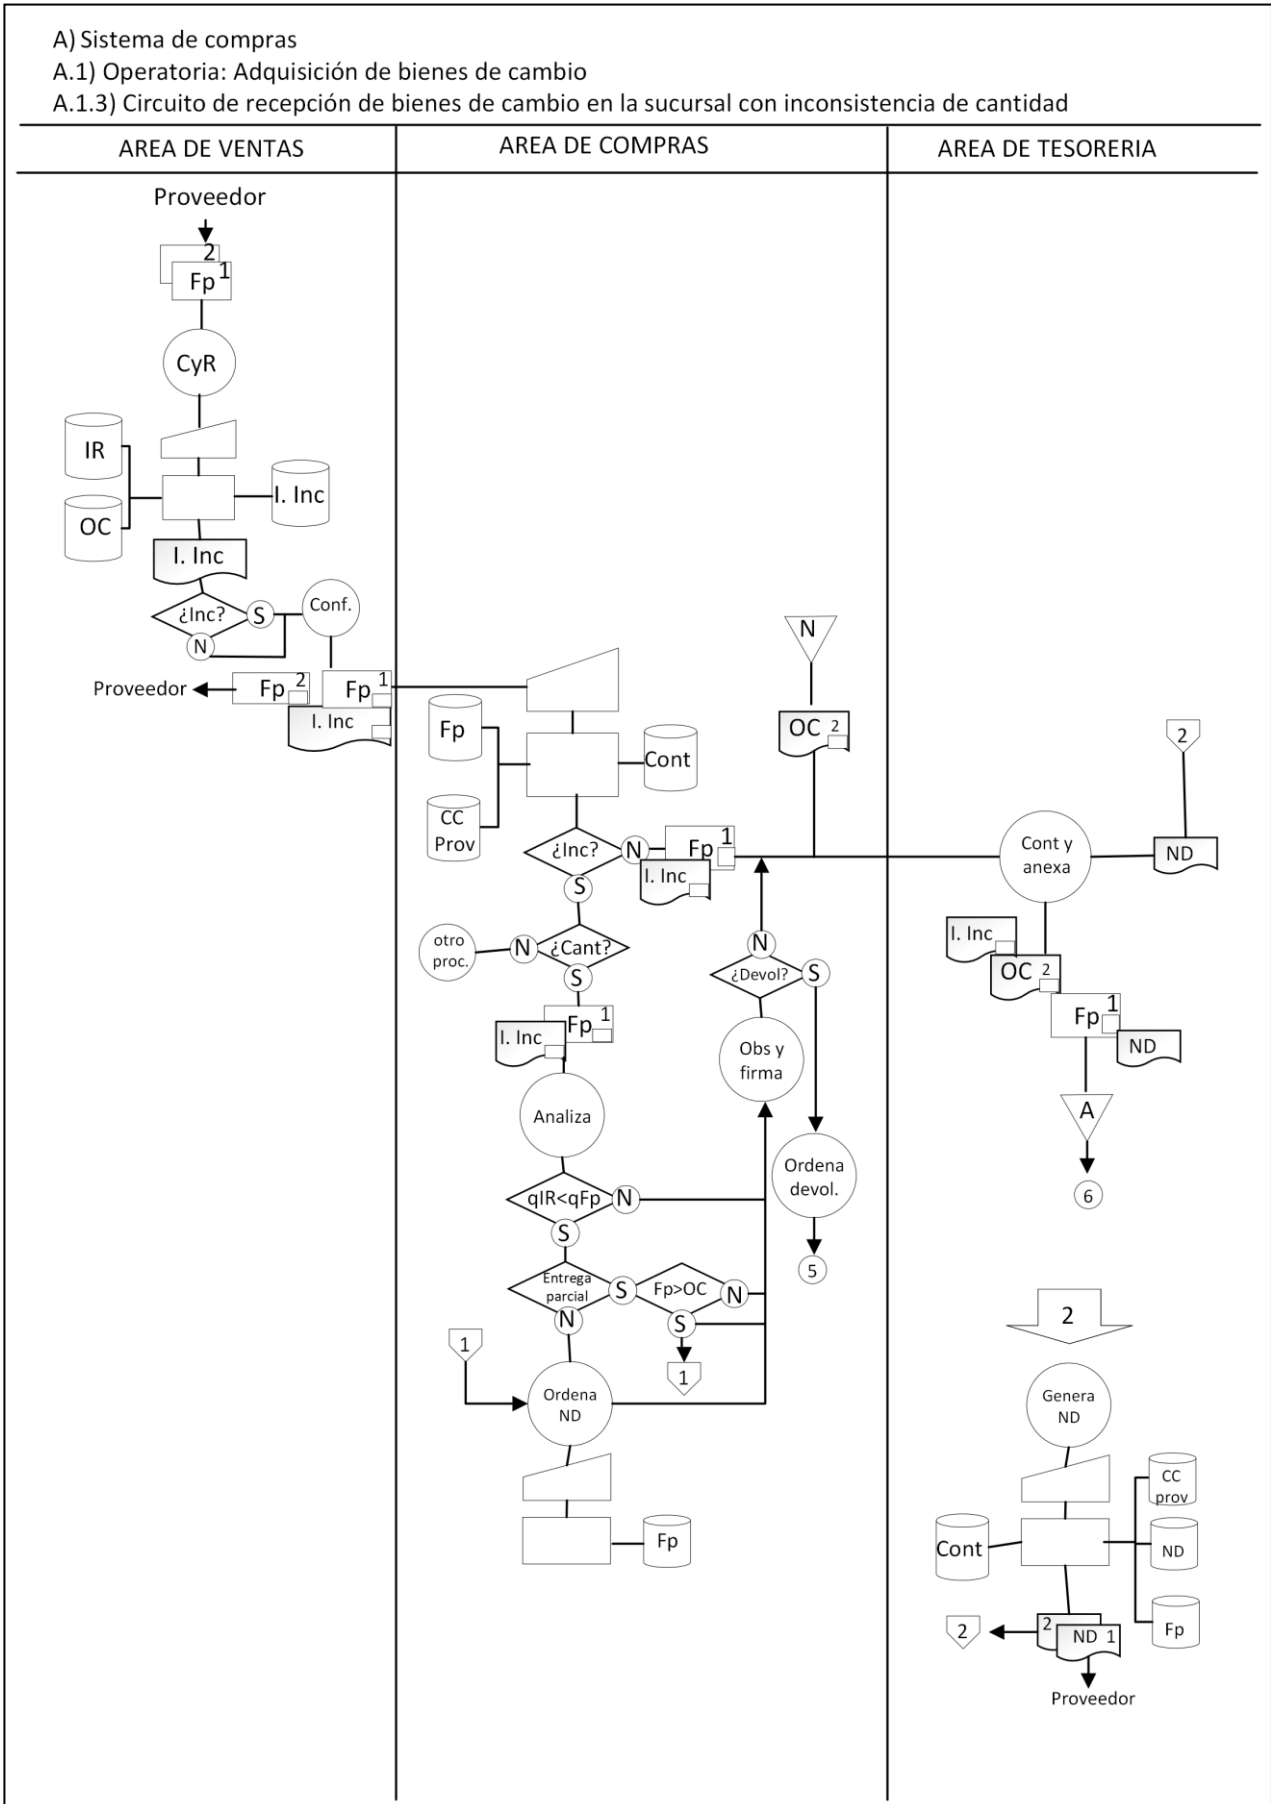 A) Sistema de compras
A.1) Operatoria: Adquisición de bienes de cambio
A.1.3) Circuito de recepción de bienes de cambio en la sucursal con inconsistencia de cantidad
AREA DE VENTAS
AREA DE COMPRAS
AREA DE TESORERIA
Proveedor
2
Fp 1
CyR
IR
OC
I. Inc
I. Inc
¿Inc?
S
N
Conf.
Proveedor
Fp 2
Fp 1
I. Inc
Fp
CC
Prov
Cont
¿Inc?
N
S
Fp 1
I. Inc
N
OC 2
otro
proc.
N
¿Cant?
S
Fp 1
I. Inc
Analiza
qIR<qFp
N
S
Entrega
parcial
S
N
Fp>OC
N
S
1
1
Ordena
ND
Fp
N
¿Devol?
S
Obs y
firma
Ordena
devol.
5
2
ND
Cont y
anexa
I. Inc
OC 2
Fp 1
ND
A
6
2
Genera
ND
CC
prov
Cont
ND
Fp
2
2
ND 1
Proveedor